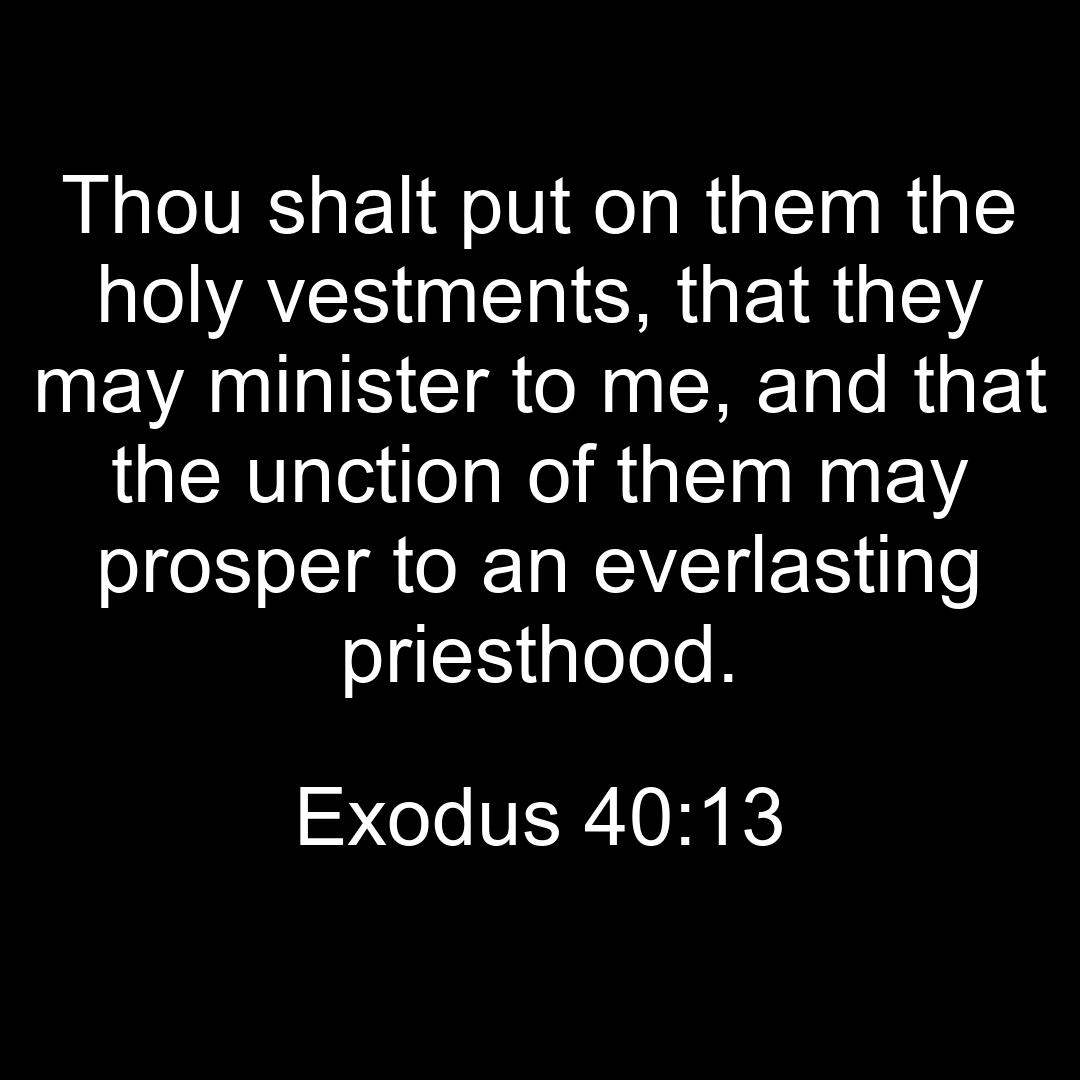 Thou shalt put on them the
holy vestments, that they
may minister to me, and that
the unction of them may
prosper to an everlasting
priesthood.
Exodus 40:13